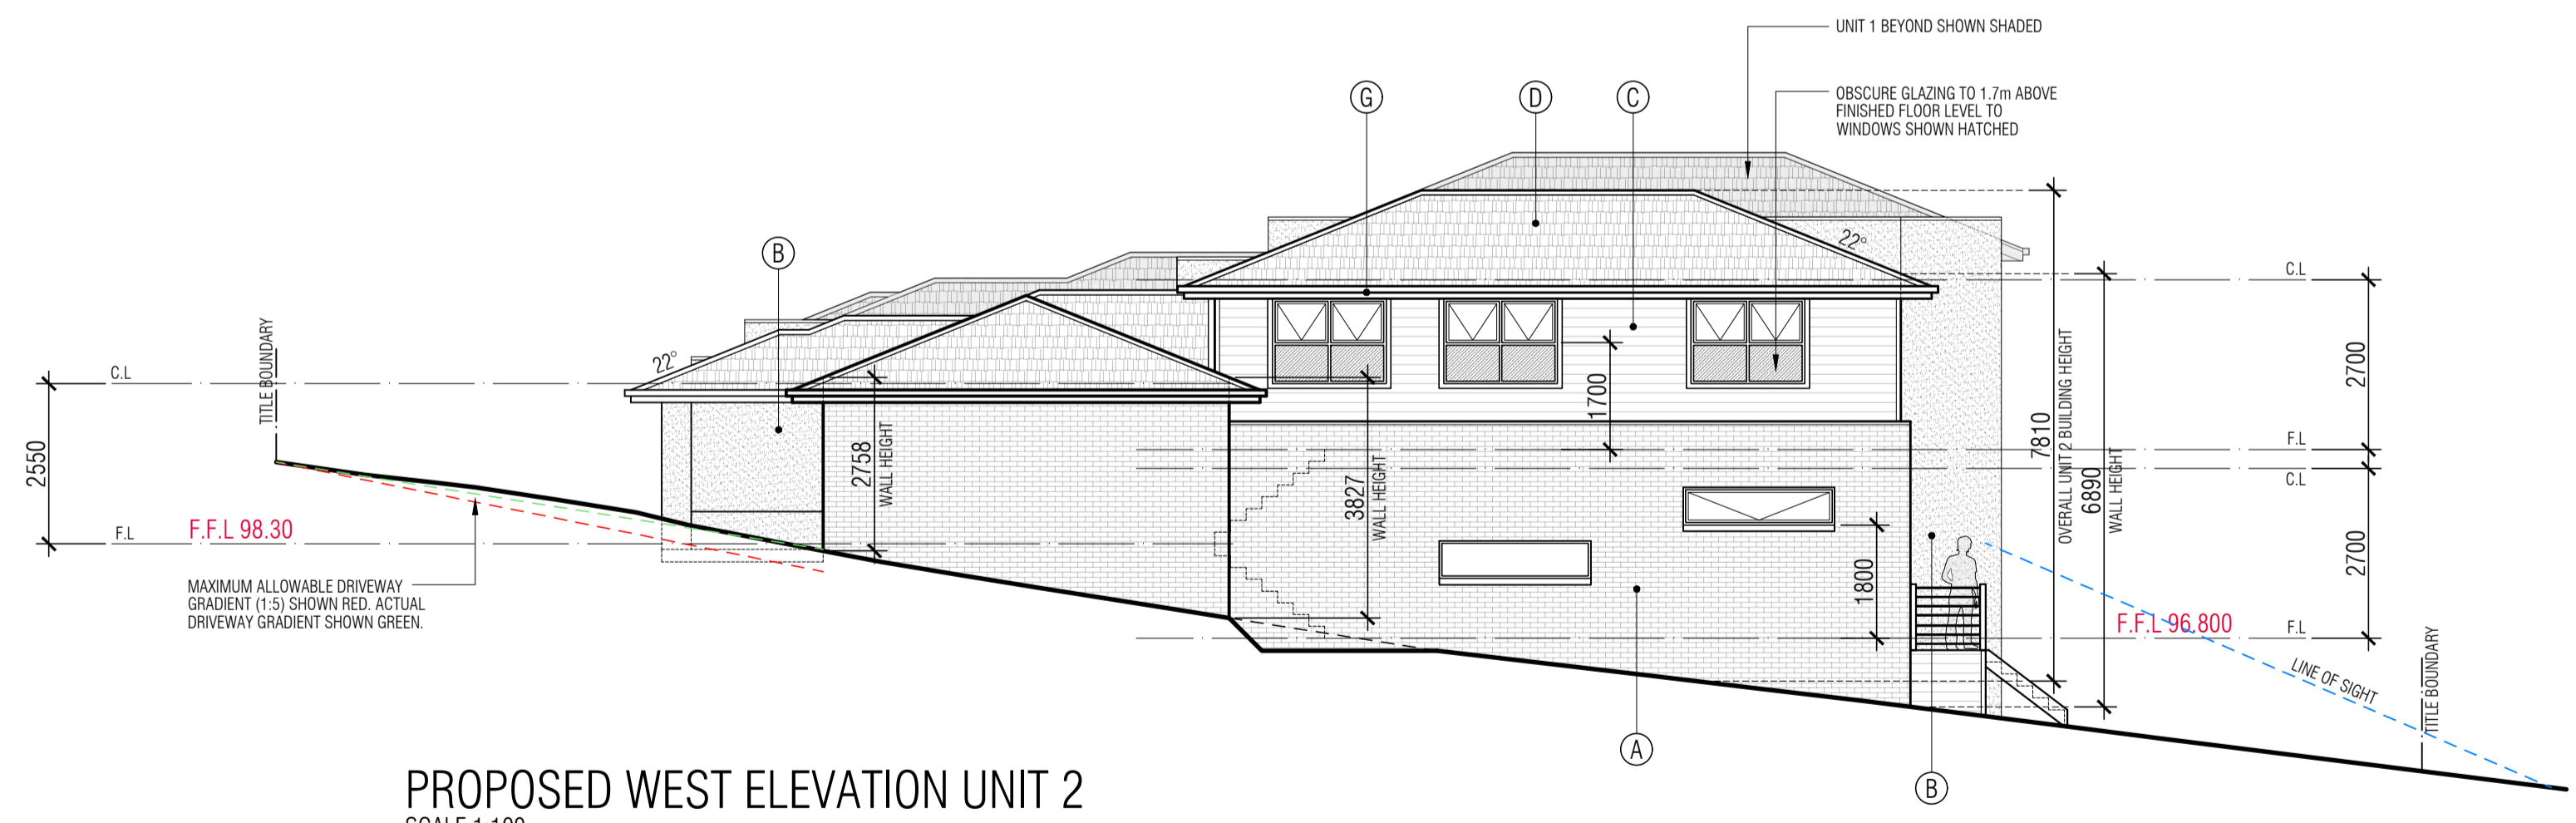 UNIT 1 BEYOND SHOWN SHADED
OBSCURE GLAZING TO 1.7m ABOVE
FINISHED FLOOR LEVEL TO
WINDOWS SHOWN HATCHED
G
D
C
B
22°
22°
C.L
C.L
TITLE BOUNDARY
2550
2758
WALL HEIGHT
3827
WALL HEIGHT
1700
1800
7810
OVERALL UNIT 2 BUILDING HEIGHT
6890
WALL HEIGHT
2700
F.L
C.L
2700
F.L
F.F.L 98.30
F.L
F.F.L 96.800
MAXIMUM ALLOWABLE DRIVEWAY
GRADIENT (1:5) SHOWN RED. ACTUAL
DRIVEWAY GRADIENT SHOWN GREEN.
LINE OF SIGHT
TITLE BOUNDARY
A
B
PROPOSED WEST ELEVATION UNIT 2